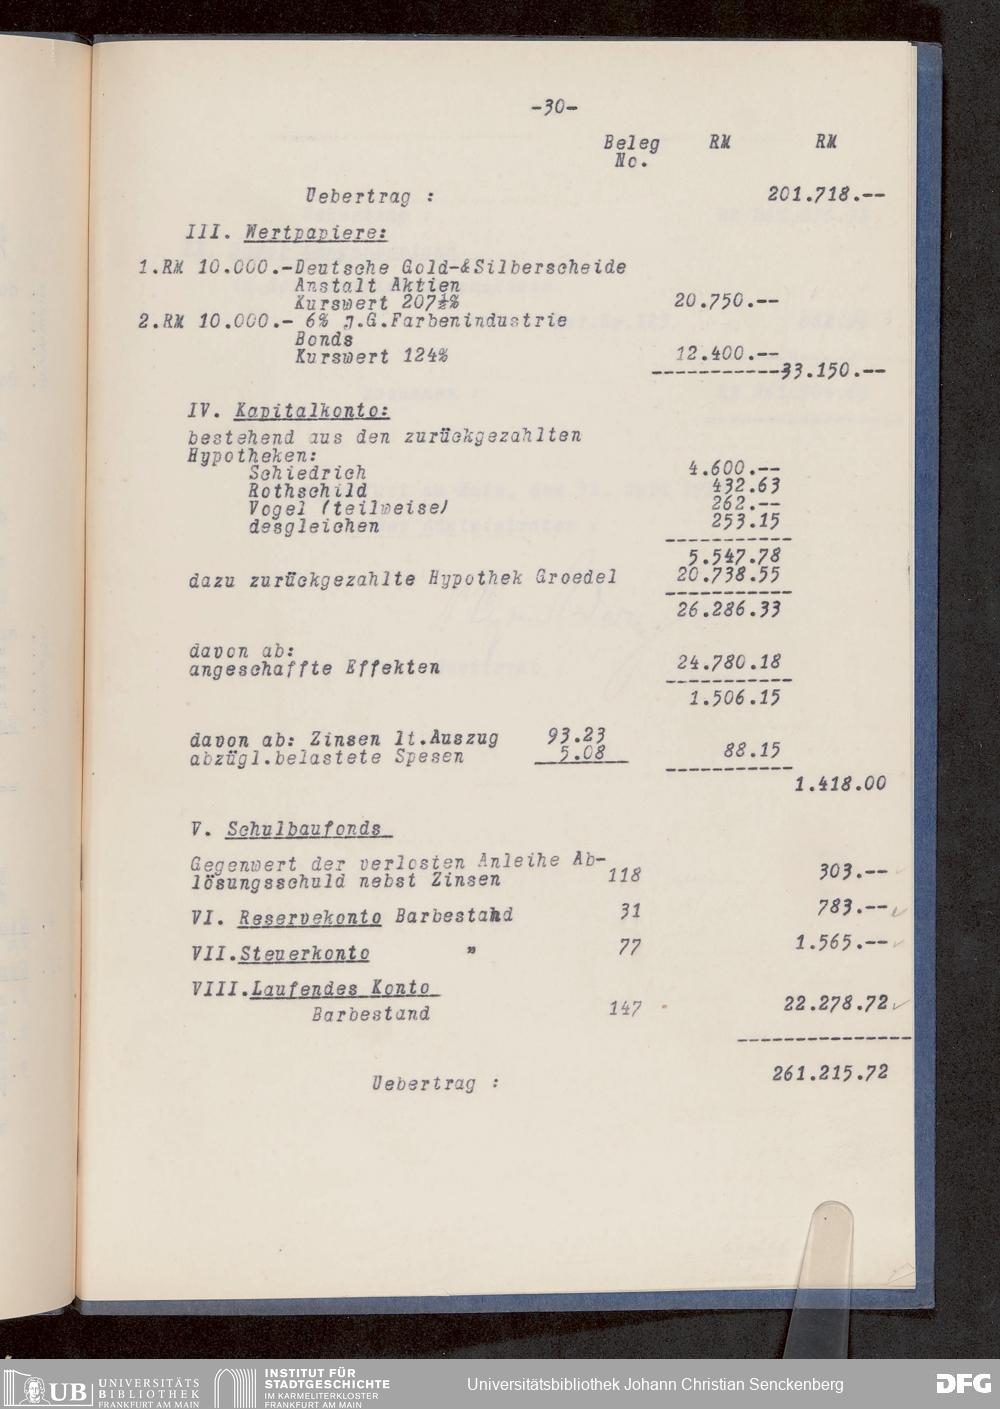 -30-
Beleg RM RM
No.
Uebertrag : 201.718.--
III. Wertpapiere:
1.RM 10.000.-Deutsche Gold-&Silberscheide
Anstalt Aktien
Kurswert 207½% 20.750.--
2.RM 10.000.- 6% J.G.Farbenindustrie
Bonds
Kurswert 124% 12.400.--
-----------33.150.--
IV. Kapitalkonto:
bestehend aus den zurückgezahlten
Hypotheken:
Schiedrich 4.600.--
Rothschild 432.63
Vogel (teilweise) 262.--
desgleichen 253.15
-----------
5.547.78
dazu zurückgezahlte Hypothek Groedel 20.738.55
-----------
26.286.33
davon ab:
angeschaffte Effekten 24.780.18
-----------
1.506.15
davon ab: Zinsen lt.Auszug 93.23
abzügl.belastete Spesen 5.08 88.15
-----------
1.418.00
V. Schulbaufonds
Gegenwert der verlosten Anleihe Ab-
lösungsschuld nebst Zinsen 118 303.--
VI. Reservekonto Barbestand 31 783.--
VII.Steuerkonto " 77 1.565.--
VIII.Laufendes Konto
Barbestand 147 22.278.72
---------------
Uebertrag : 261.215.72
UB UNIVERSITÄTS
BIBLIOTHEK
FRANKFURT AM MAIN
INSTITUT FÜR
STADTGESCHICHTE
IM KARMELITERKLOSTER
FRANKFURT AM MAIN
Universitätsbibliothek Johann Christian Senckenberg
DFG